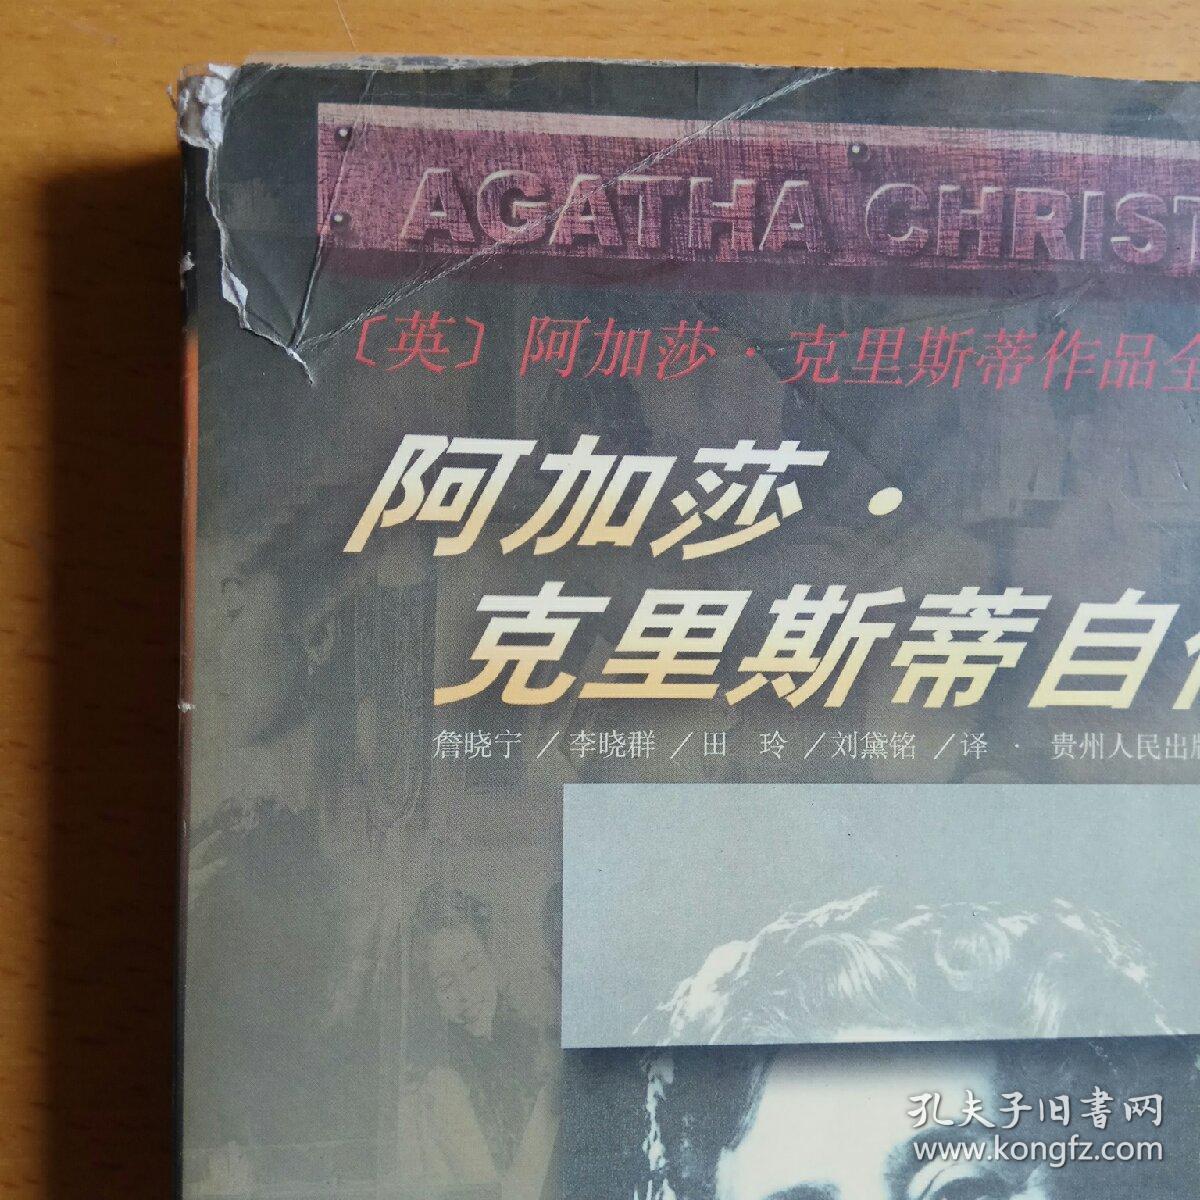 AGATHA CHRIST
〔英〕阿加莎·克里斯蒂作品全
阿加莎·
克里斯蒂自
詹晓宁／李晓群／田 玲／刘黛铭／译 · 贵州人民出版
孔夫子旧书网
www.kongfz.com